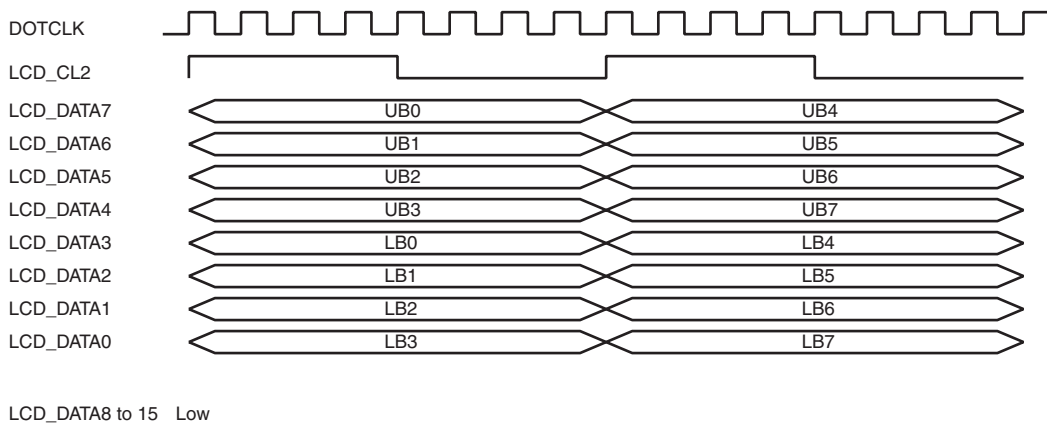 DOTCLK
LCD_CL2
LCD_DATA7 UB0 UB4
LCD_DATA6 UB1 UB5
LCD_DATA5 UB2 UB6
LCD_DATA4 UB3 UB7
LCD_DATA3 LB0 LB4
LCD_DATA2 LB1 LB5
LCD_DATA1 LB2 LB6
LCD_DATA0 LB3 LB7
LCD_DATA8 to 15 Low